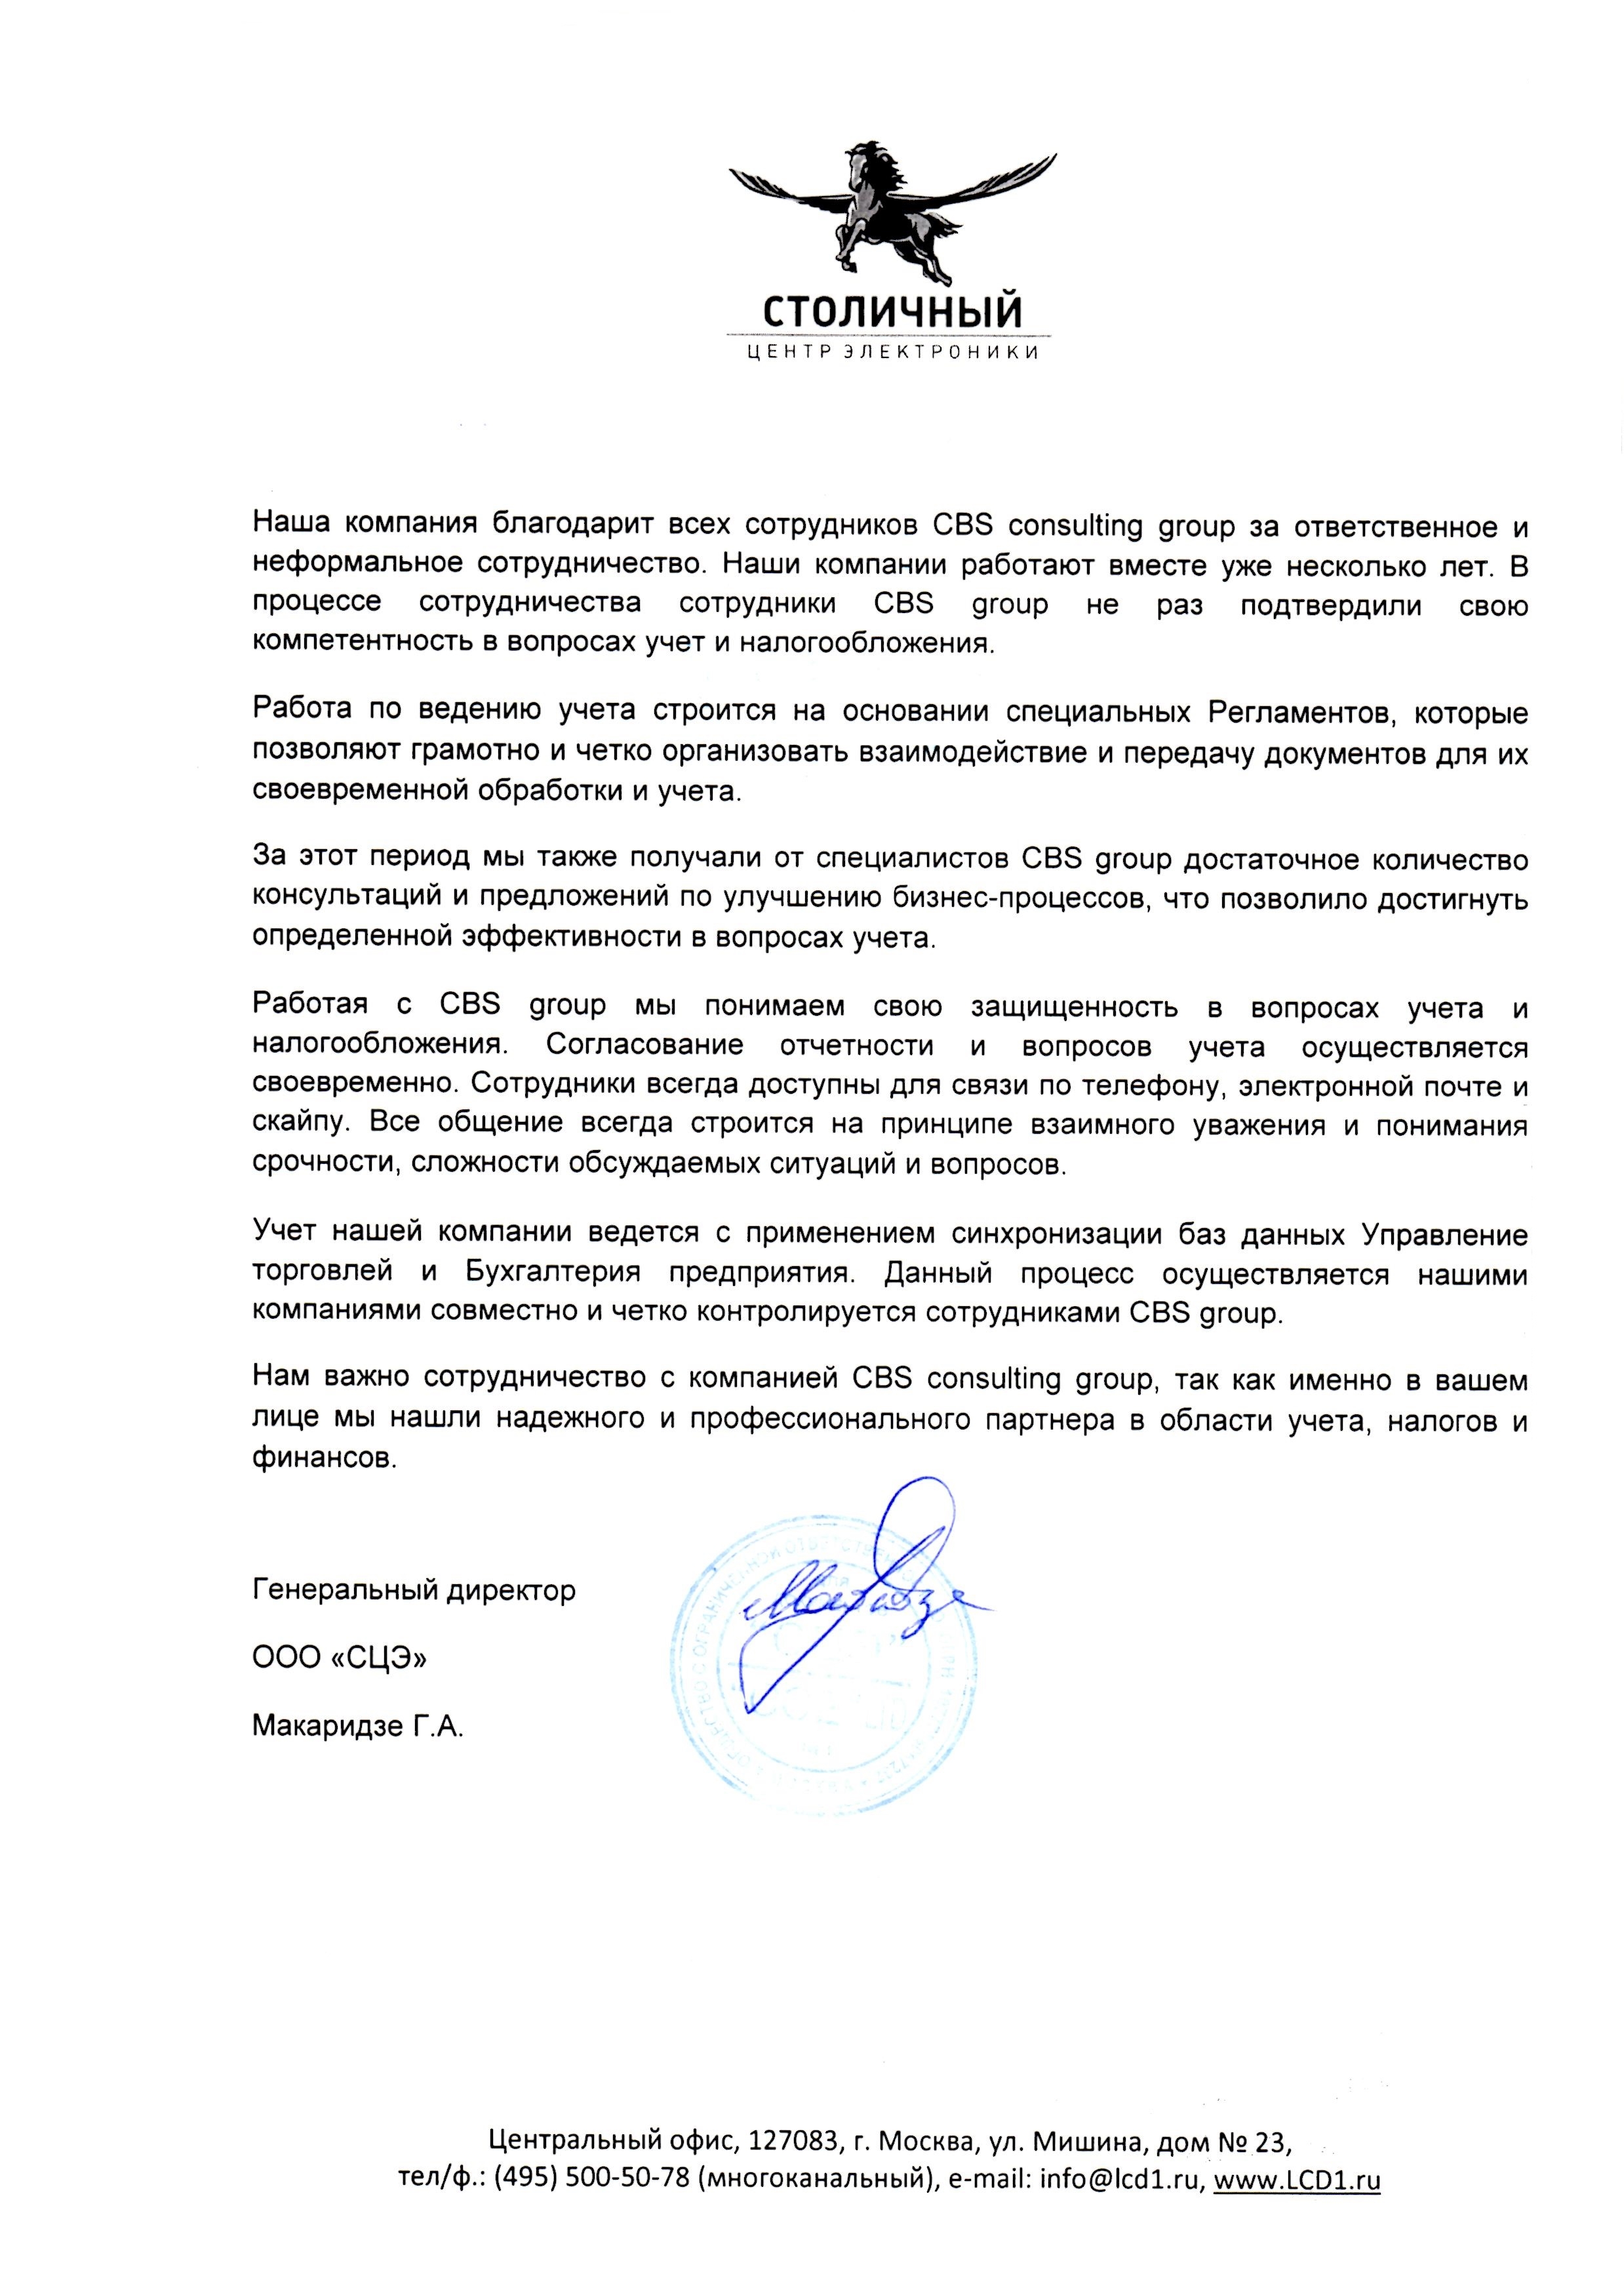 СТОЛИЧНЫЙ
ЦЕНТР ЭЛЕКТРОНИКИ
Наша компания благодарит всех сотрудников CBS consulting group за ответственное и
неформальное сотрудничество. Наши компании работают вместе уже несколько лет. В
процессе сотрудничества сотрудники CBS group не раз подтвердили свою
компетентность в вопросах учет и налогообложения.
Работа по ведению учета строится на основании специальных Регламентов, которые
позволяют грамотно и четко организовать взаимодействие и передачу документов для их
своевременной обработки и учета.
За этот период мы также получали от специалистов CBS group достаточное количество
консультаций и предложений по улучшению бизнес-процессов, что позволило достигнуть
определенной эффективности в вопросах учета.
Работая с CBS group мы понимаем свою защищенность в вопросах учета и
налогообложения. Согласование отчетности и вопросов учета осуществляется
своевременно. Сотрудники всегда доступны для связи по телефону, электронной почте и
скайпу. Все общение всегда строится на принципе взаимного уважения и понимания
срочности, сложности обсуждаемых ситуаций и вопросов.
Учет нашей компании ведется с применением синхронизации баз данных Управление
торговлей и Бухгалтерия предприятия. Данный процесс осуществляется нашими
компаниями совместно и четко контролируется сотрудниками CBS group.
Нам важно сотрудничество с компанией CBS consulting group, так как именно в вашем
лице мы нашли надежного и профессионального партнера в области учета, налогов и
финансов.
Генеральный директор
ООО «СЦЭ»
Макаридзе Г.А.
Центральный офис, 127083, г. Москва, ул. Мишина, дом № 23,
тел/ф.: (495) 500-50-78 (многоканальный), e-mail: info@lcd1.ru, www.LCD1.ru